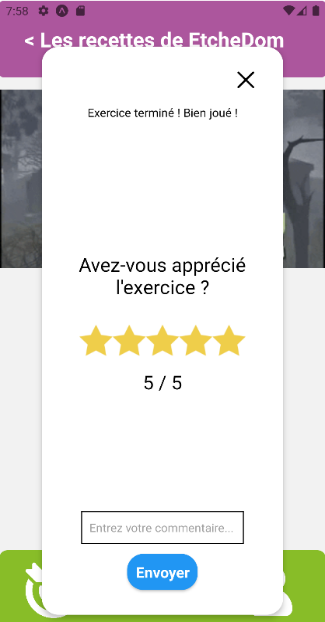 7:58
< Les recettes de EtcheDom
Exercice terminé ! Bien joué !
Avez-vous apprécié
l'exercice ?
5 / 5
Entrez votre commentaire...
Envoyer